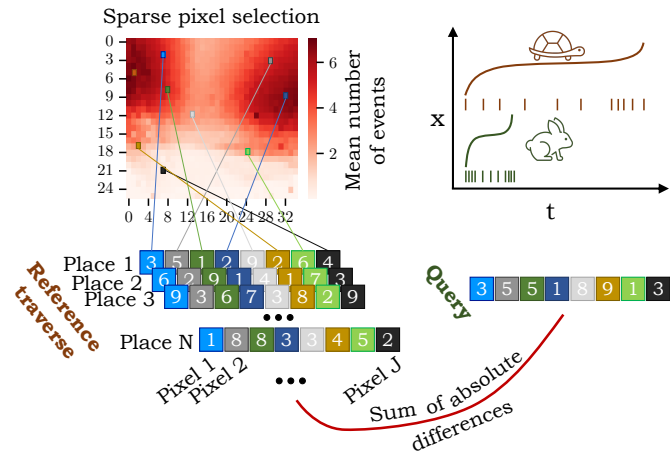 Sparse pixel selection
0
3
6
9
12
15
18
21
24
0 4 8 12 16 20 24 28 32
6
4
2
Mean number
of events
x
t
Reference
traverse
Place 1 3 5 1 2 9 2 6 4
Place 2 6 2 9 1 4 1 7 3
Place 3 9 3 6 7 3 8 2 9
Place N 1 8 8 3 3 4 5 2
Pixel 1
Pixel 2
Pixel J
Query
3 5 5 1 8 9 1 3
Sum of absolute
differences